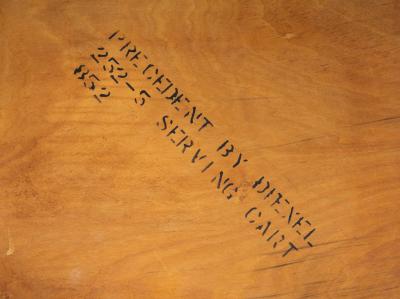 PRECEDENT BY DREXEL
252-5 SERVING CART
852